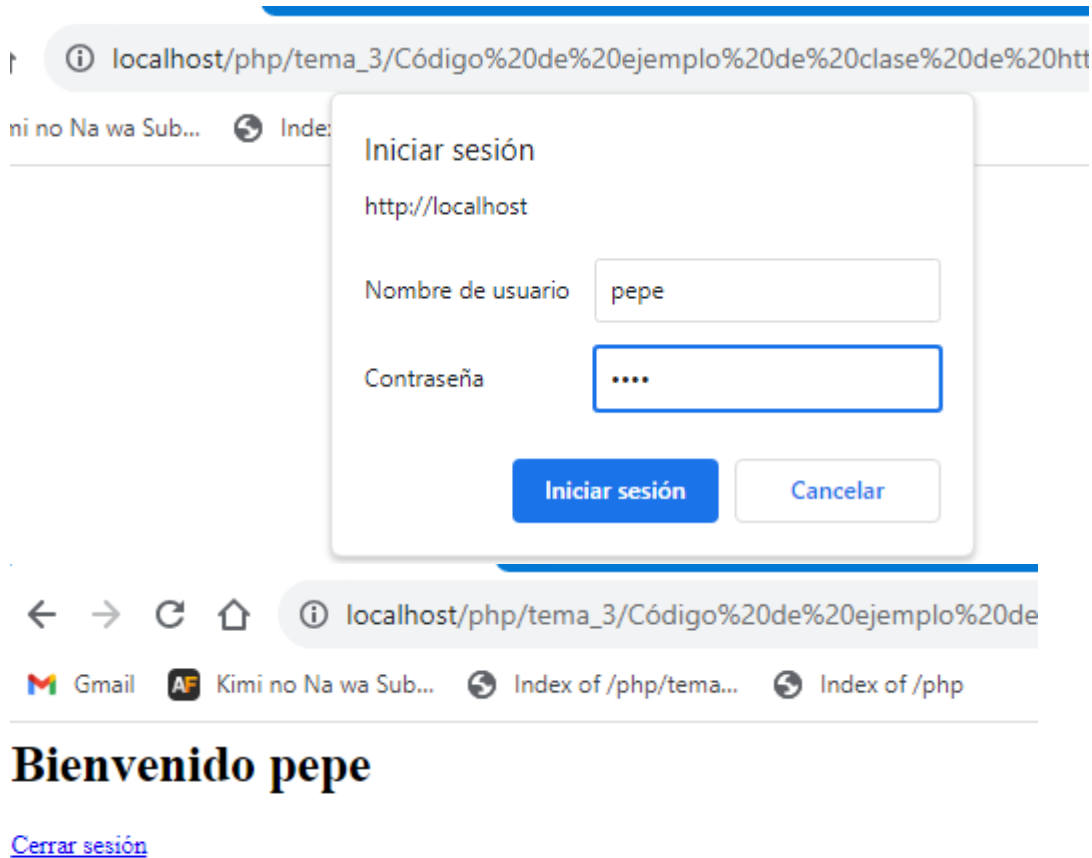 localhost/php/tema_3/Código%20de%20ejemplo%20de%20clase%20de%20htt
mi no Na wa Sub... Inde
Iniciar sesión
http://localhost
Nombre de usuario pepe
Contraseña ••••
Iniciar sesión Cancelar
localhost/php/tema_3/Código%20de%20ejemplo%20de
Gmail AF Kimi no Na wa Sub... Index of /php/tema... Index of /php
Bienvenido pepe
Cerrar sesión